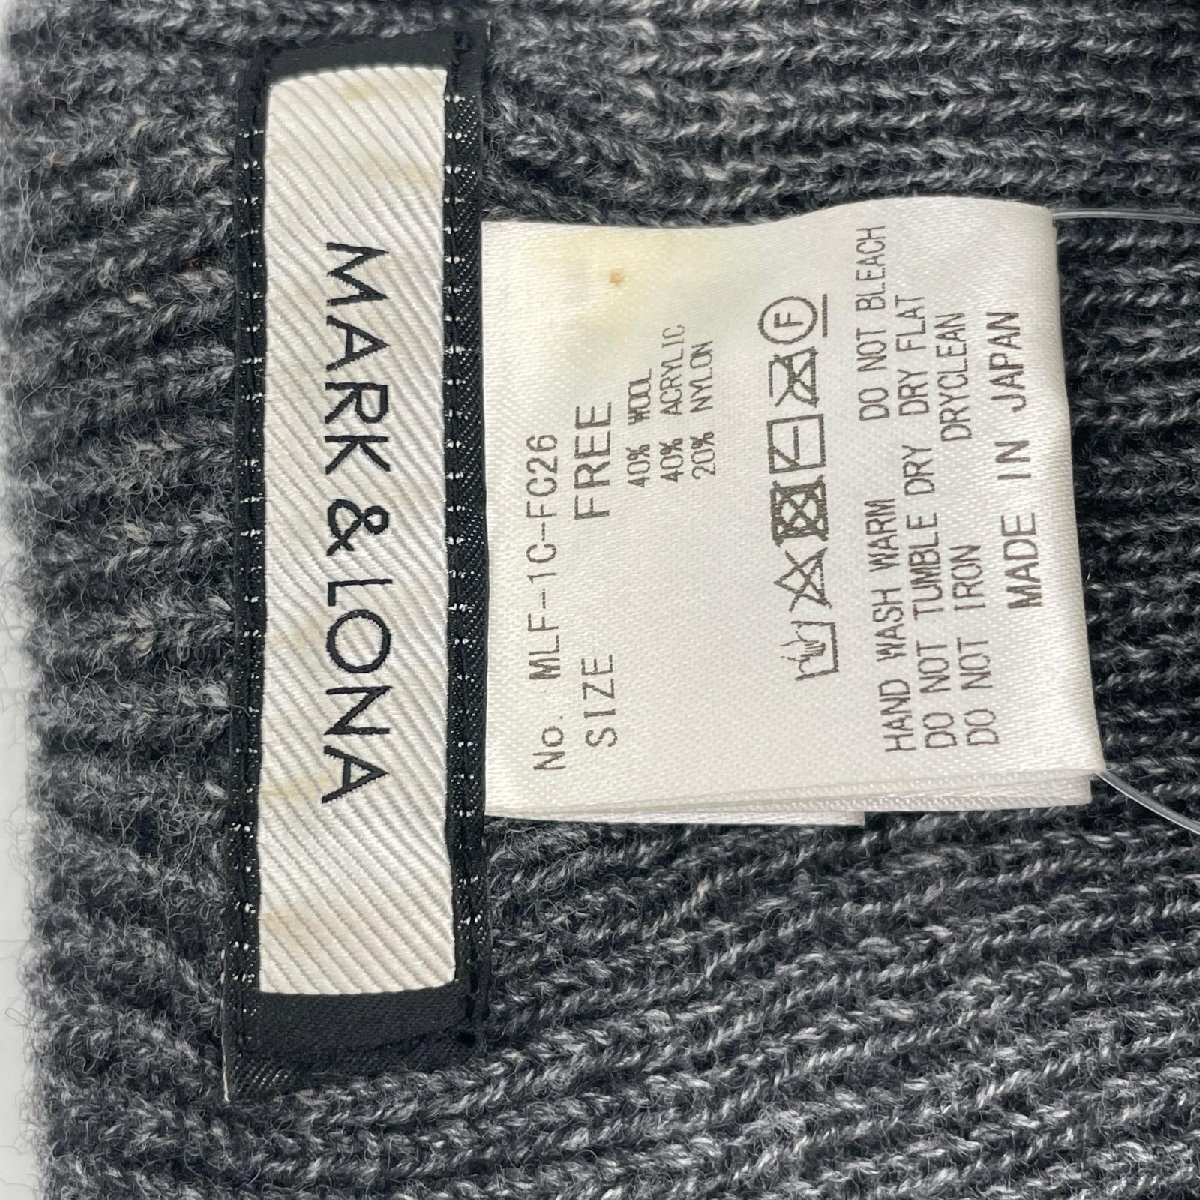 MARK & LONA
No. MLF-1C-FC26
SIZE FREE
40% WOOL
40% ACRYLIC
20% NYLON
F
HAND WASH WARM DO NOT BLEACH
DO NOT TUMBLE DRY DRY FLAT
DO NOT IRON DRYCLEAN
MADE IN JAPAN